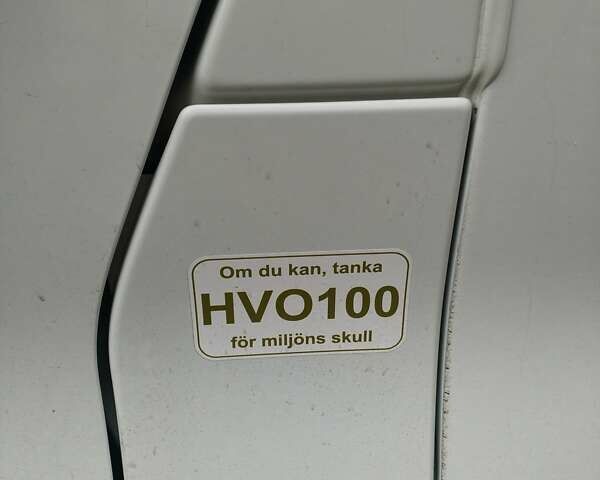 Om du kan, tanka
HVO100
för miljöns skull